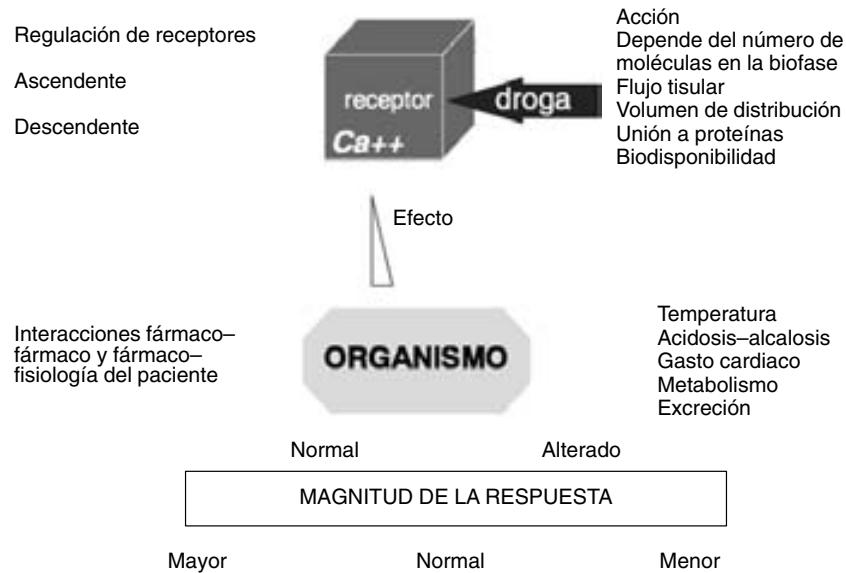 Regulación de receptores
Ascendente
Descendente
receptor
Ca++
droga
Acción
Depende del número de
moléculas en la biofase
Flujo tisular
Volumen de distribución
Unión a proteínas
Biodisponibilidad
Efecto
Interacciones fármaco–
fármaco y fármaco–
fisiología del paciente
ORGANISMO
Temperatura
Acidosis–alcalosis
Gasto cardiaco
Metabolismo
Excreción
Normal Alterado
MAGNITUD DE LA RESPUESTA
Mayor Normal Menor